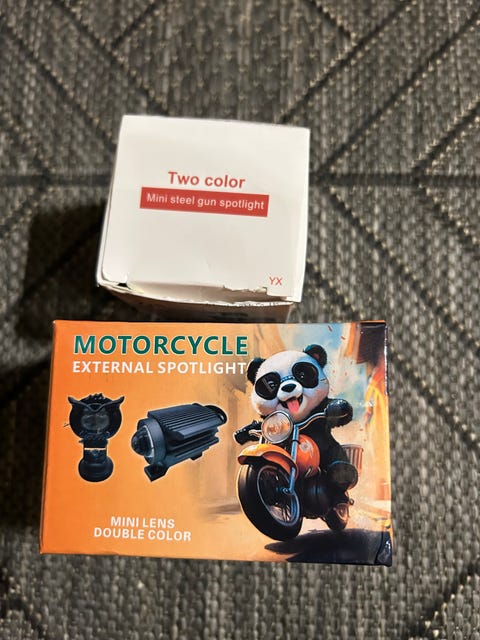 Two color
Mini steel gun spotlight
YX
MOTORCYCLE
EXTERNAL SPOTLIGHT
MINI LENS
DOUBLE COLOR